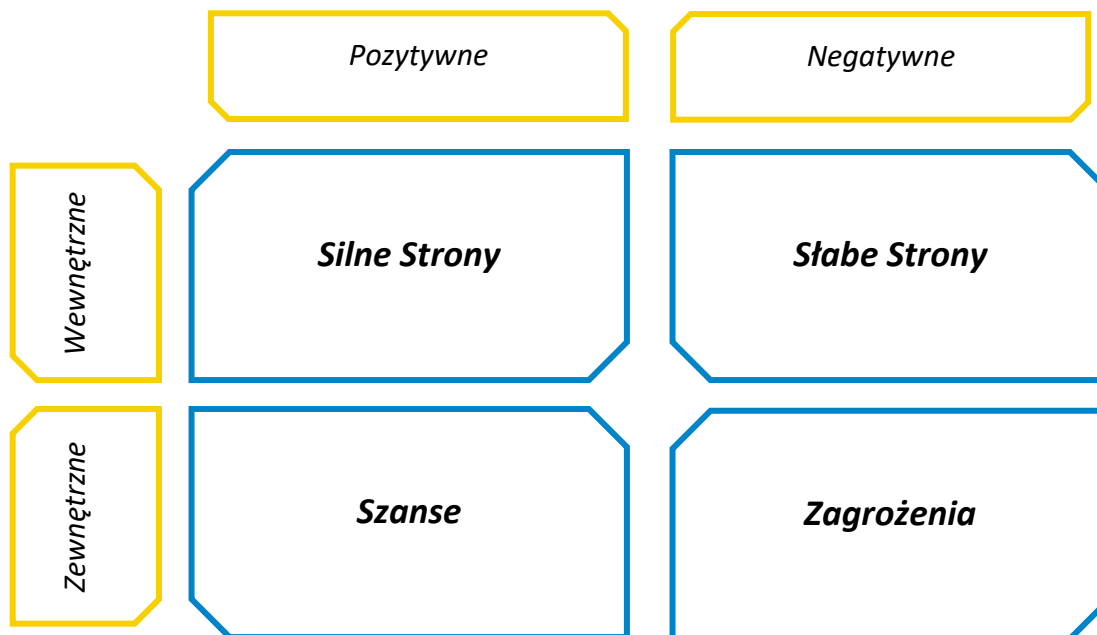 Pozytywne
Negatywne
Wewnętrzne
Silne Strony
Słabe Strony
Zewnętrzne
Szanse
Zagrożenia